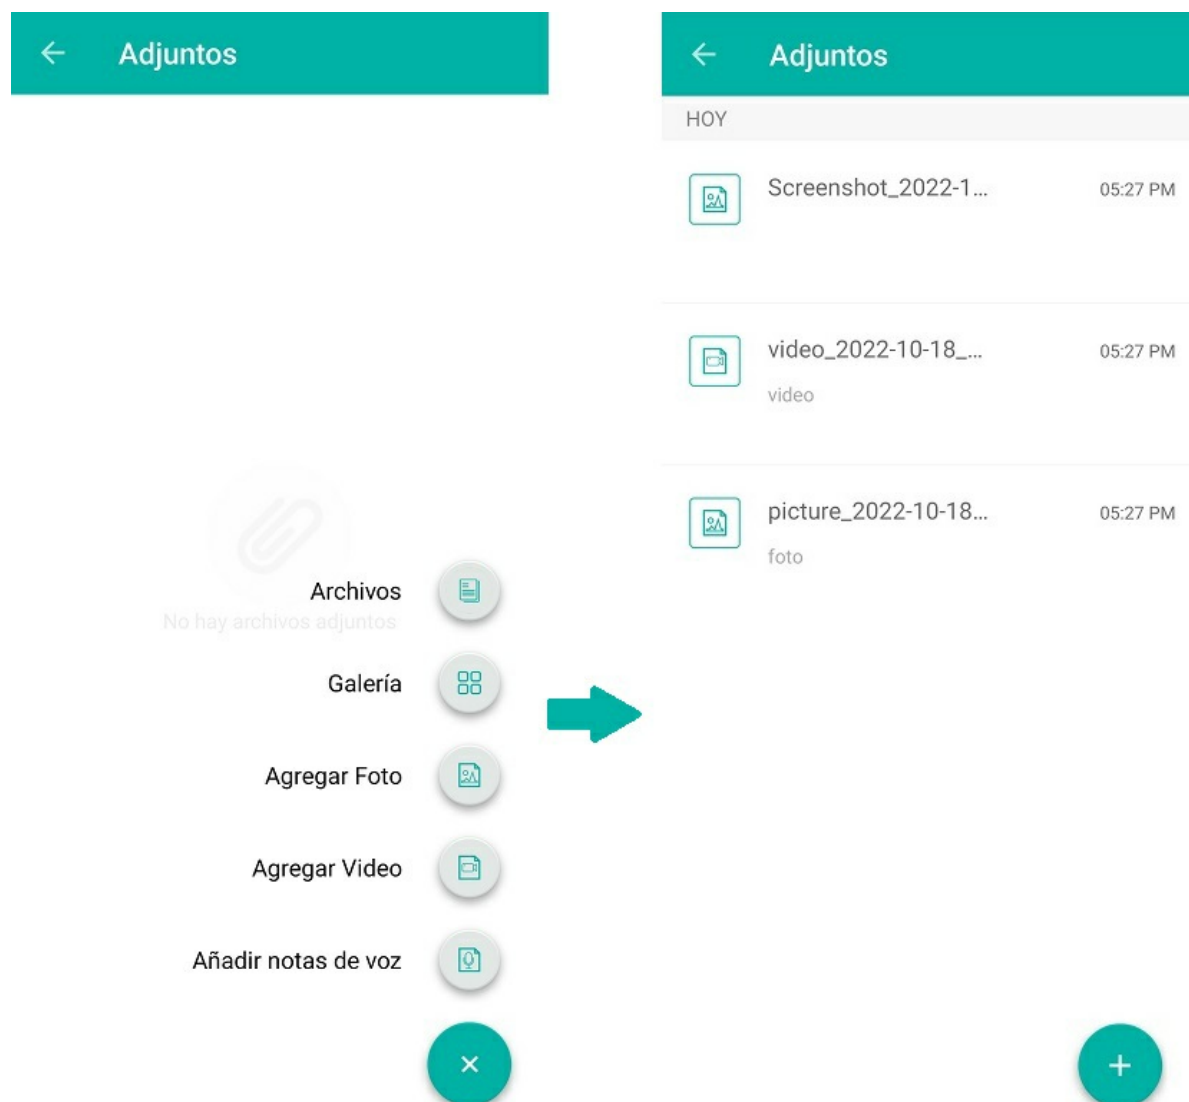 Adjuntos
Archivos
No hay archivos adjuntos
Galería
Agregar Foto
Agregar Video
Añadir notas de voz
Adjuntos
HOY
Screenshot_2022-1... 05:27 PM
video_2022-10-18_... 05:27 PM
video
picture_2022-10-18... 05:27 PM
foto